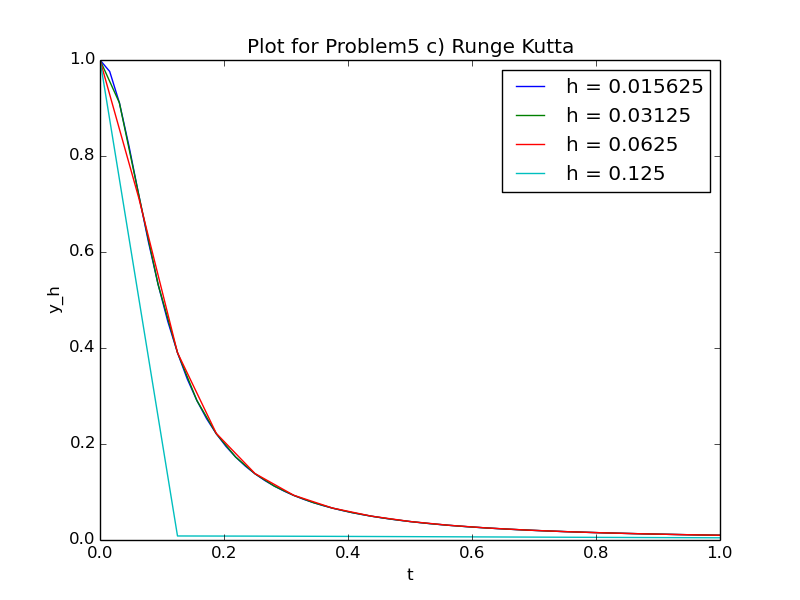 Plot for Problem5 c) Runge Kutta
h = 0.015625
h = 0.03125
h = 0.0625
h = 0.125
1.0
0.8
0.6
0.4
0.2
0.0
y_h
0.0 0.2 0.4 0.6 0.8 1.0
t